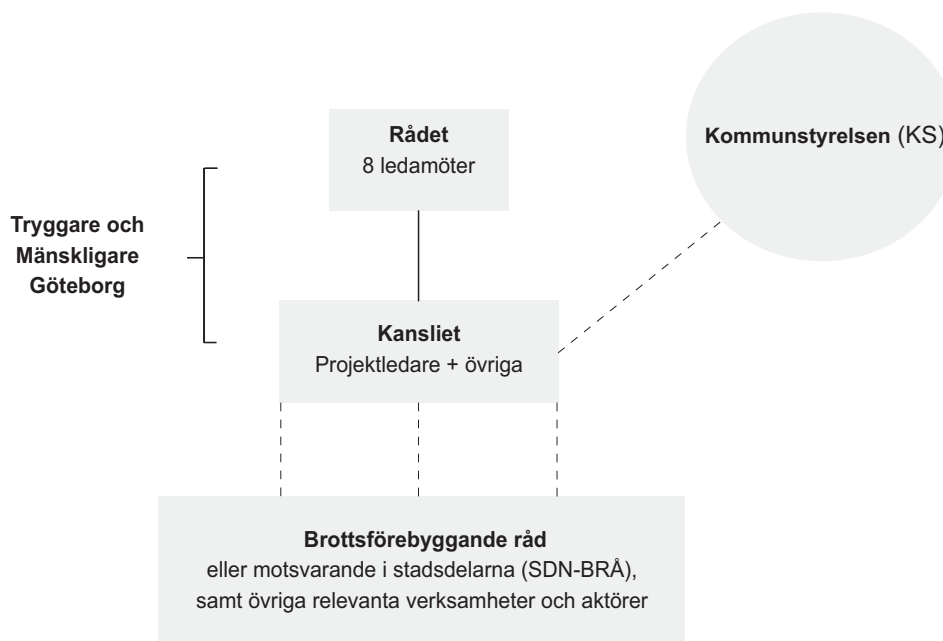 Rådet
8 ledamöter
Kommunstyrelsen (KS)
Tryggare och
Mänskligare
Göteborg
Kansliet
Projektledare + övriga
Brottsförebyggande råd
eller motsvarande i stadsdelarna (SDN-BRÅ),
samt övriga relevanta verksamheter och aktörer